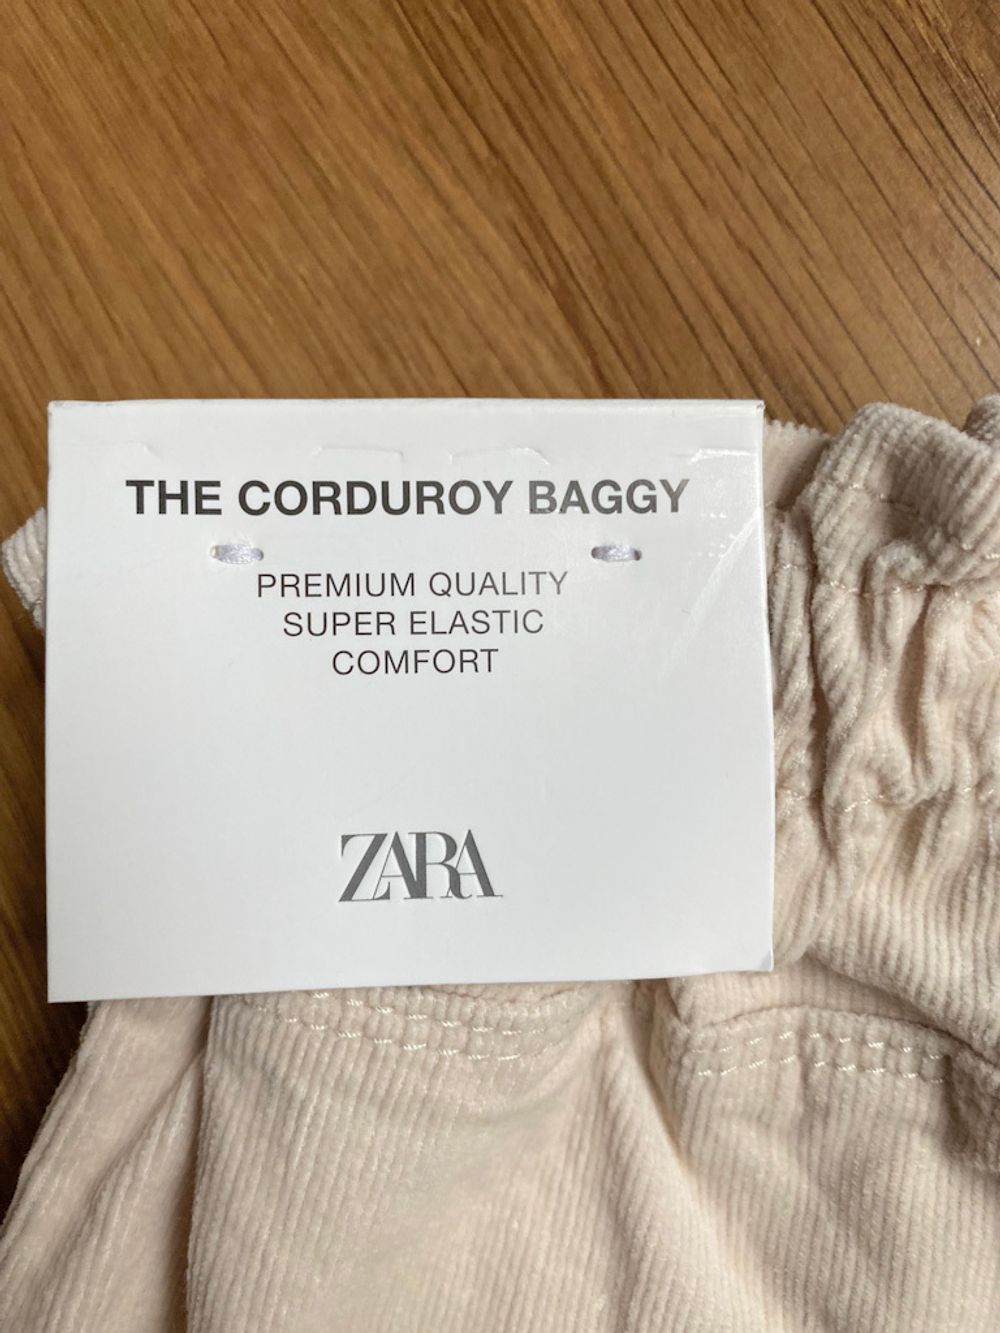 THE CORDUROY BAGGY
PREMIUM QUALITY
SUPER ELASTIC
COMFORT
ZARA